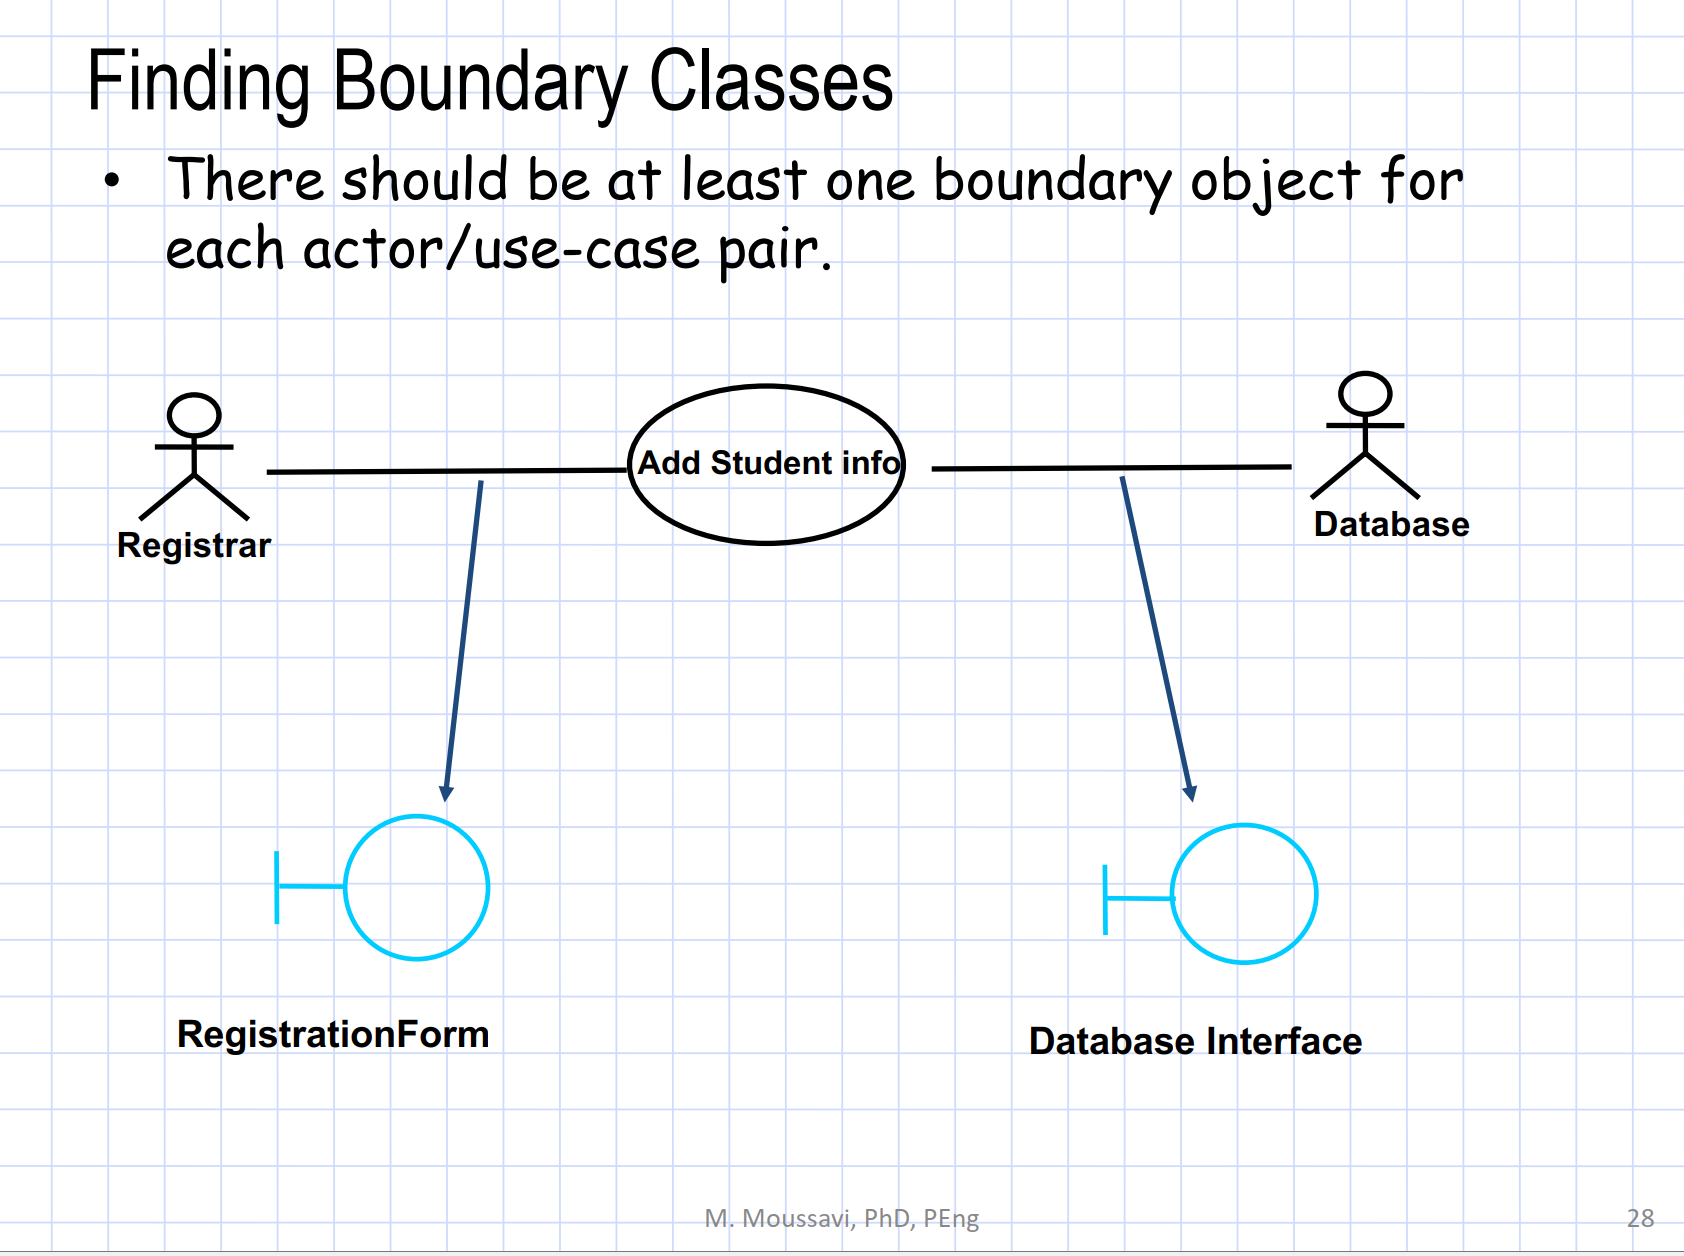 Finding Boundary Classes
• There should be at least one boundary object for
each actor/use-case pair.
Add Student info
Registrar
Database
RegistrationForm
Database Interface
M. Moussavi, PhD, PEng
28